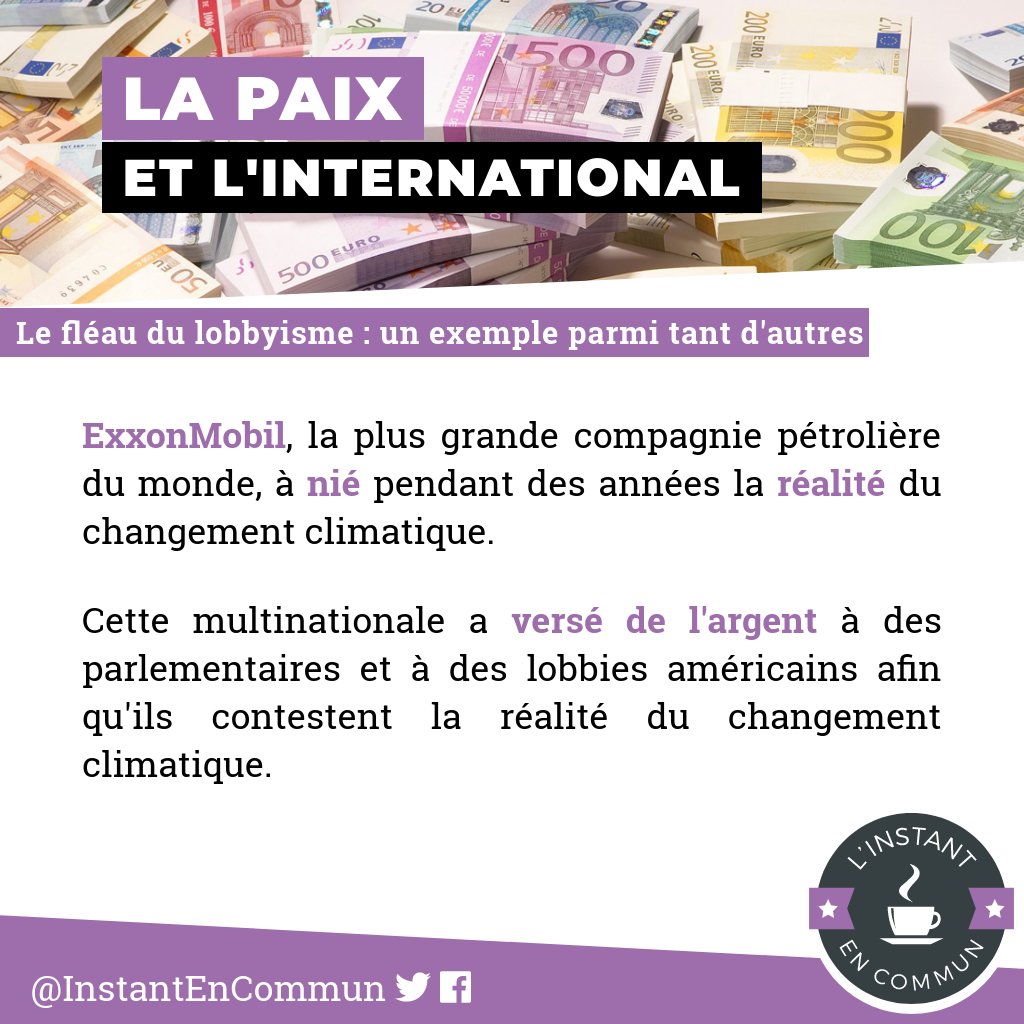 LA PAIX
ET L'INTERNATIONAL
Le fléau du lobbyisme : un exemple parmi tant d'autres
ExxonMobil, la plus grande compagnie pétrolière
du monde, à nié pendant des années la réalité du
changement climatique.
Cette multinationale a versé de l'argent à des
parlementaires et à des lobbies américains afin
qu'ils contestent la réalité du changement
climatique.
L'INSTANT
EN COMMUN
@InstantEnCommun